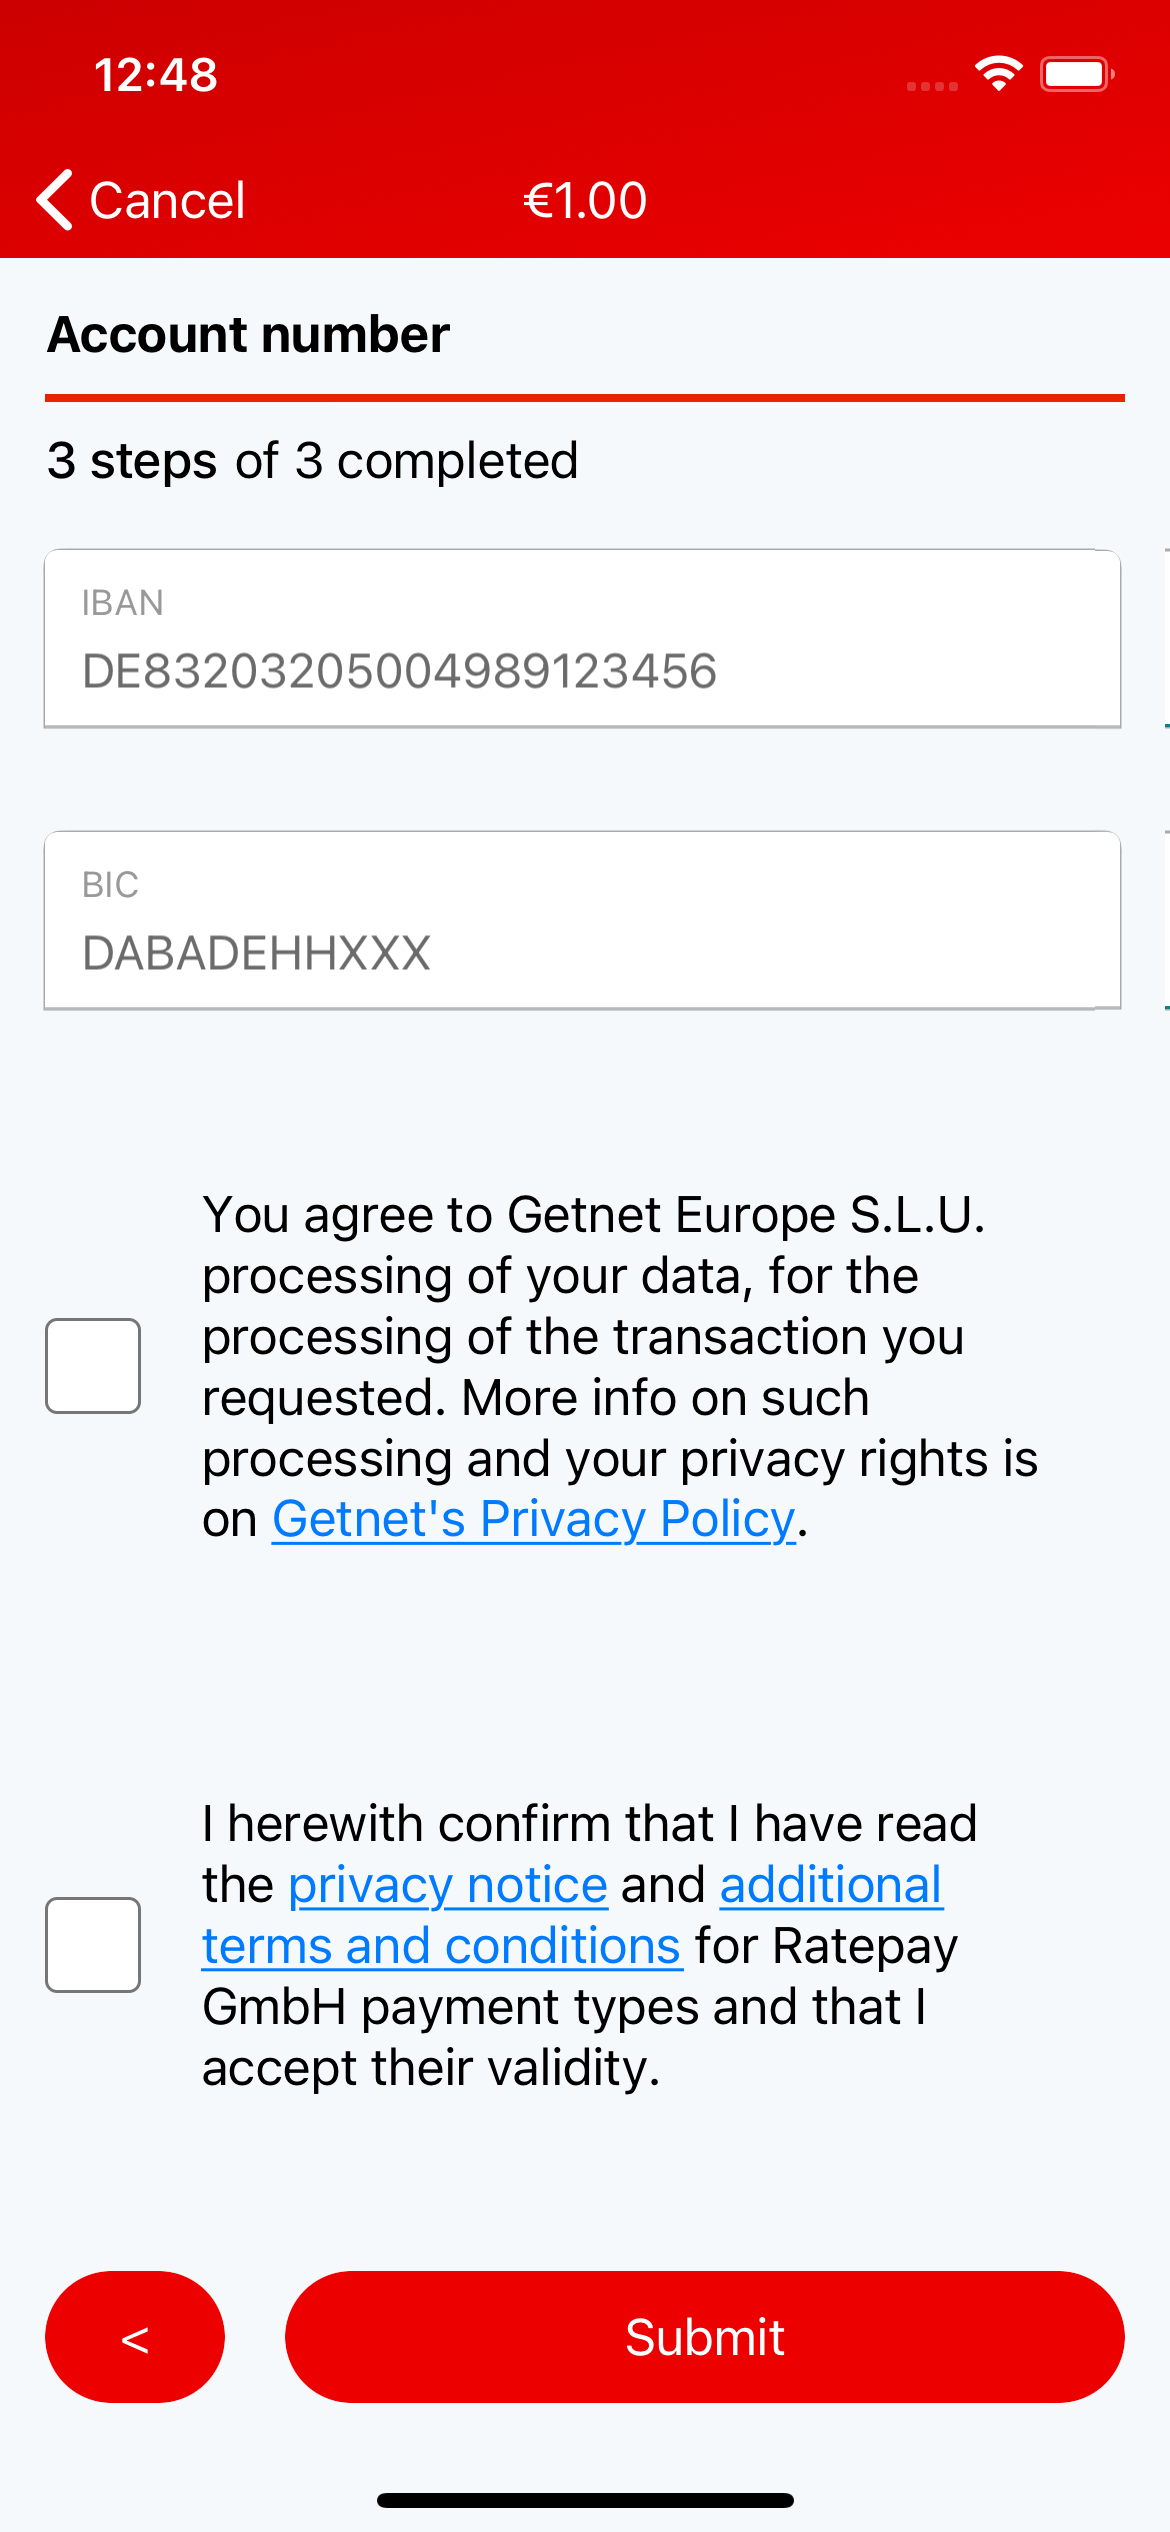 12:48
Cancel
€1.00
Account number
3 steps of 3 completed
IBAN
DE83203205004989123456
BIC
DABADEHHXXX
You agree to Getnet Europe S.L.U.
processing of your data, for the
processing of the transaction you
requested. More info on such
processing and your privacy rights is
on Getnet's Privacy Policy.
I herewith confirm that I have read
the privacy notice and additional
terms and conditions for Ratepay
GmbH payment types and that I
accept their validity.
<
Submit